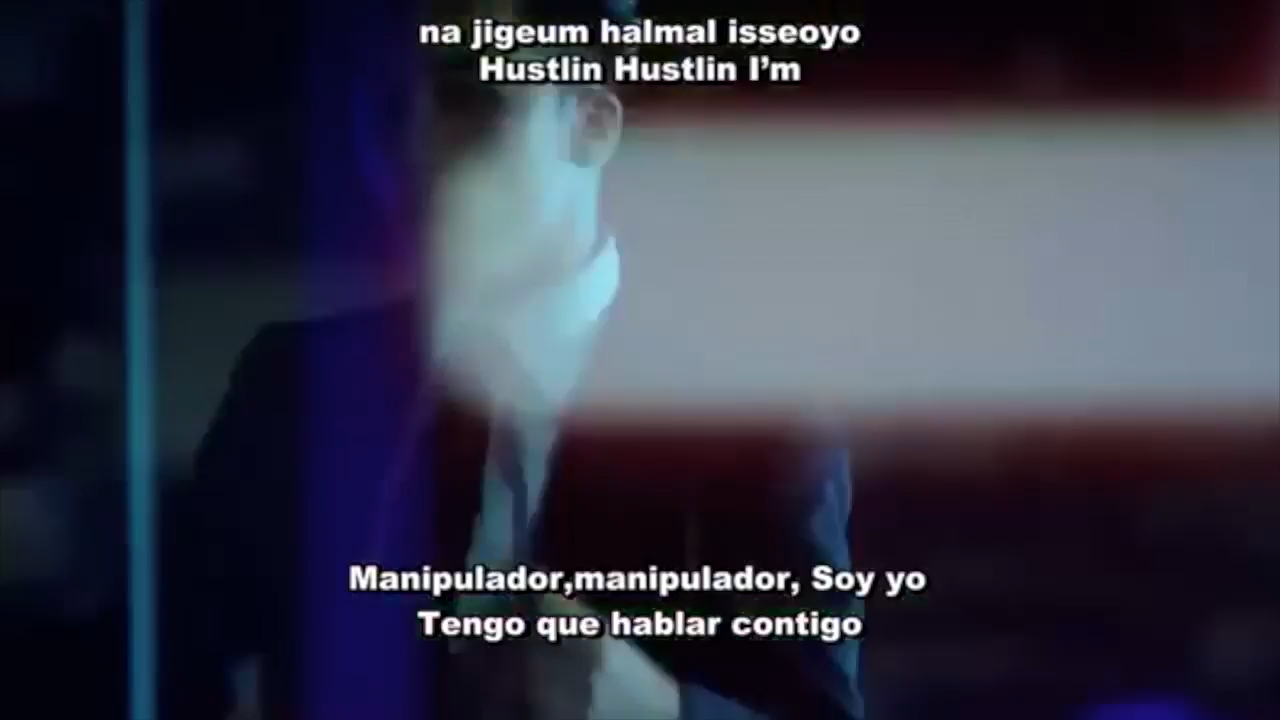 na jigeum halmal isseoyo
Hustlin Hustlin I'm
Manipulador,manipulador, Soy yo
Tengo que hablar contigo